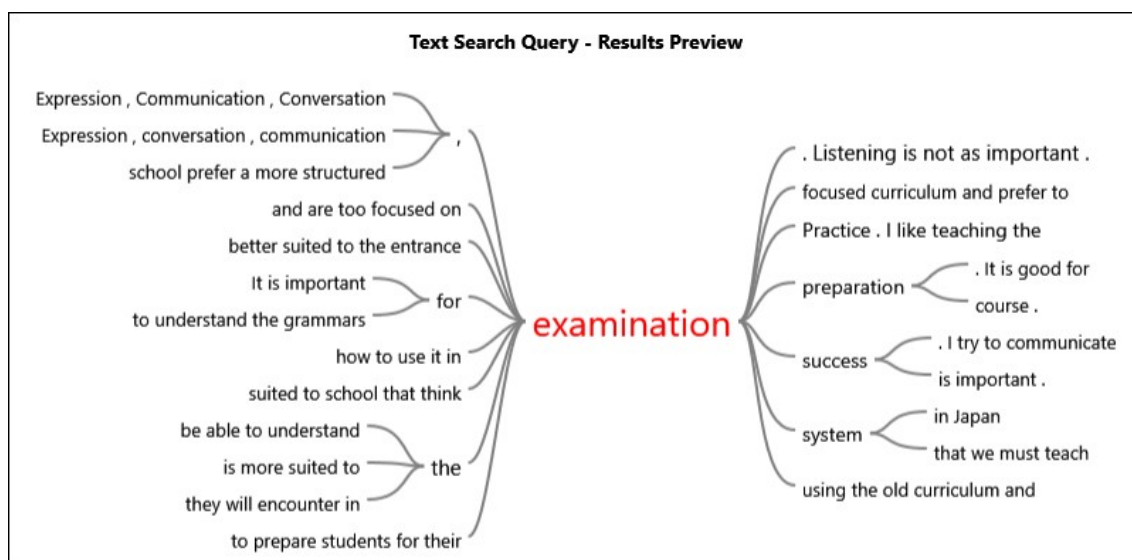 Text Search Query - Results Preview
Expression , Communication , Conversation
Expression , conversation , communication
school prefer a more structured
,
and are too focused on
better suited to the entrance
It is important
to understand the grammars
for
how to use it in
suited to school that think
be able to understand
is more suited to
they will encounter in
the
to prepare students for their
examination
. Listening is not as important .
focused curriculum and prefer to
Practice . I like teaching the
preparation
. It is good for
course .
success
. I try to communicate
is important .
system
in Japan
that we must teach
using the old curriculum and